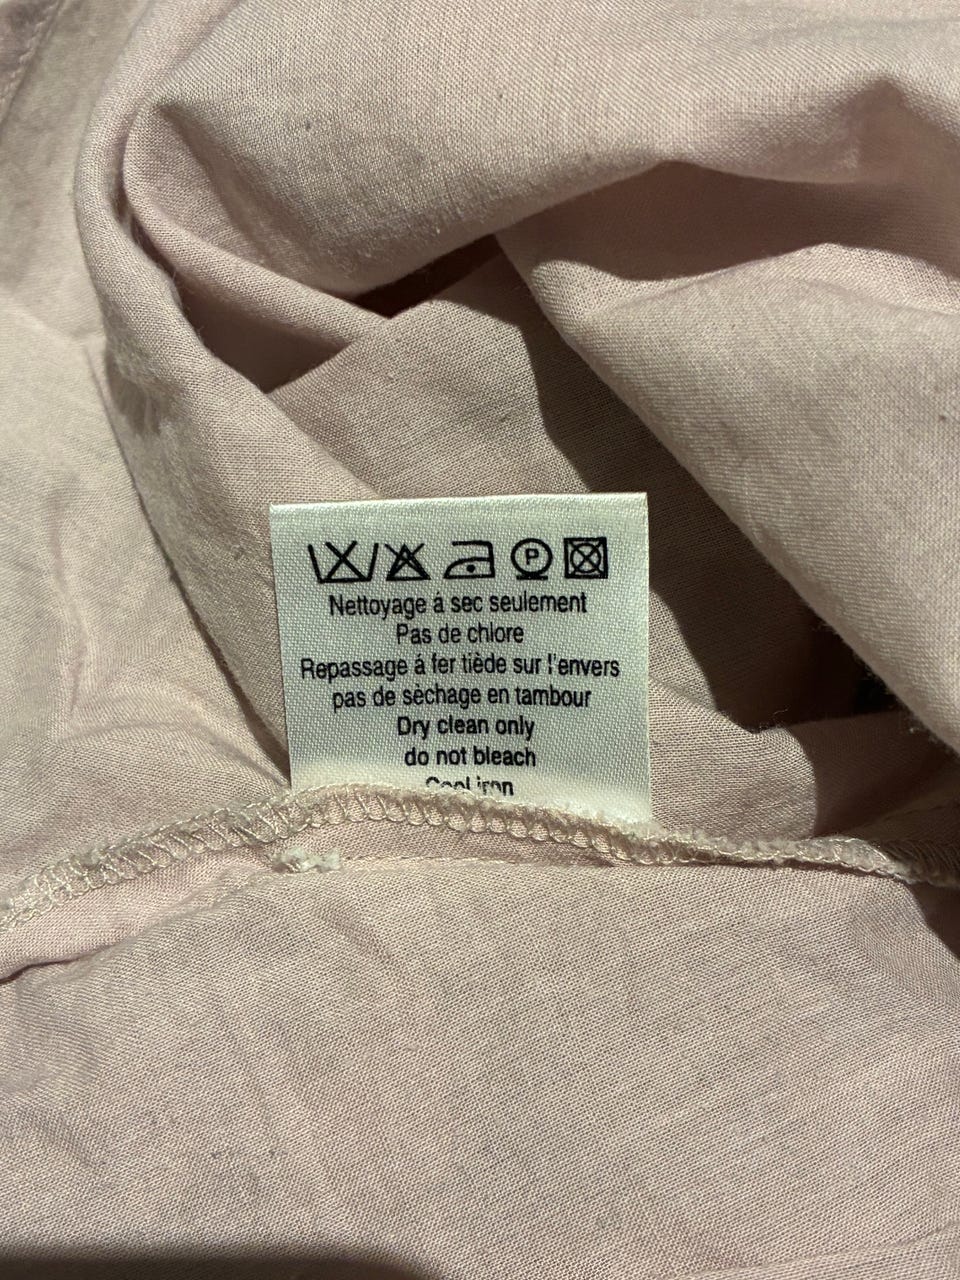 P
Nettoyage á sec seulement
Pas de chlore
Repassage à fer tiède sur l'envers
pas de sèchage en tambour
Dry clean only
do not bleach
Cool iron